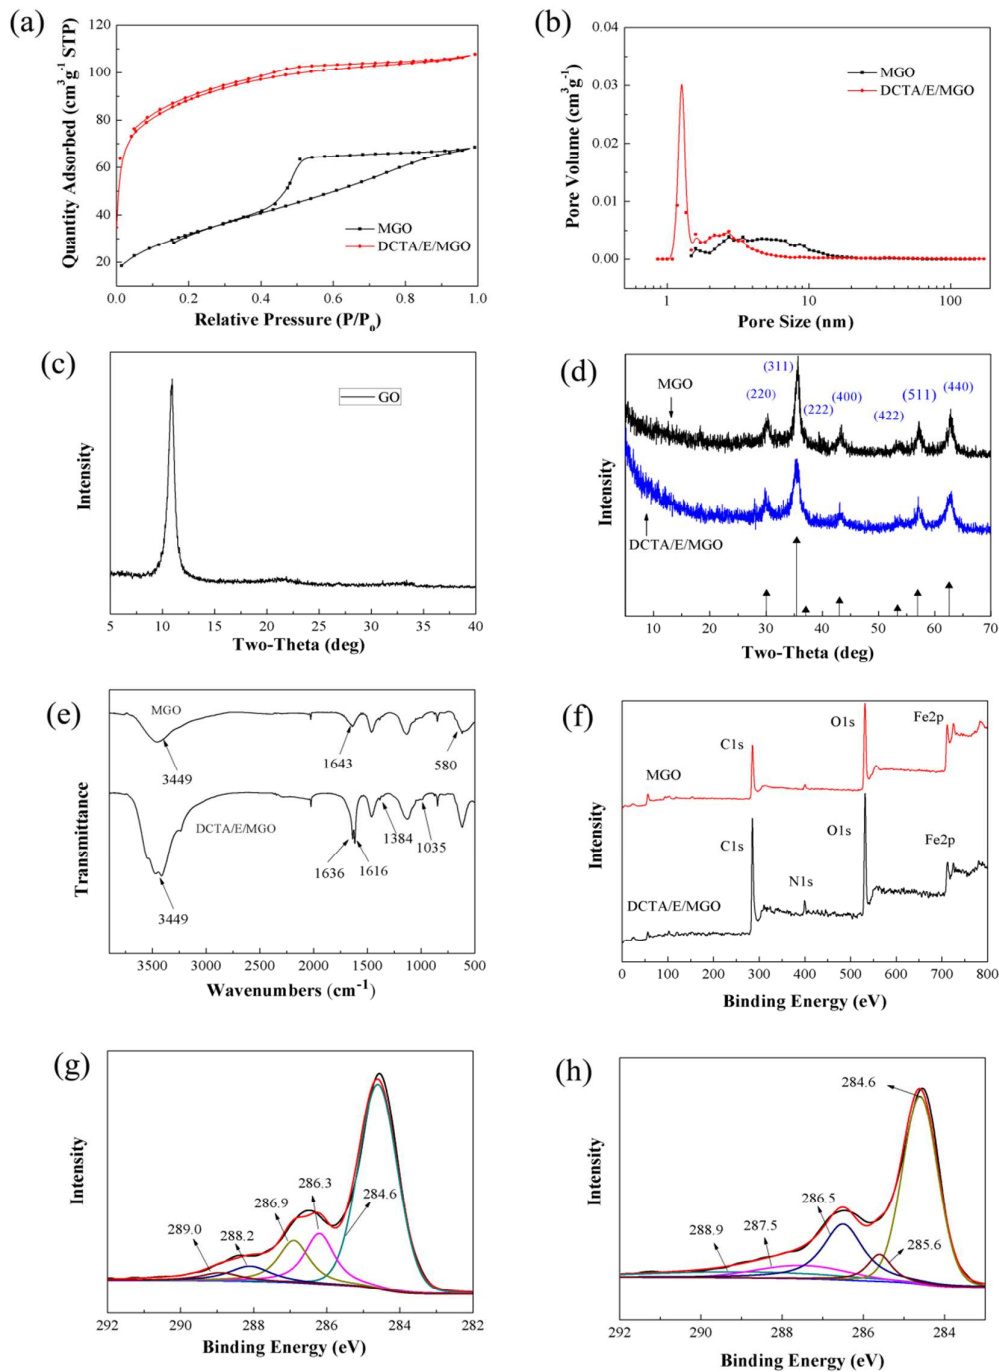 (a)
Quantity Adsorbed (cm³g⁻¹ STP)
120
100
80
60
40
20
MGO
DCTA/E/MGO
0.0 0.2 0.4 0.6 0.8 1.0
Relative Pressure (P/P₀)
(b)
Pore Volume (cm³g⁻¹)
0.04
0.03
0.02
0.01
0.00
MGO
DCTA/E/MGO
1 10 100
Pore Size (nm)
(c)
Intensity
GO
5 10 15 20 25 30 35 40
Two-Theta (deg)
(d)
Intensity
MGO
(220)
(311)
(222)
(400)
(422)
(511)
(440)
DCTA/E/MGO
10 20 30 40 50 60 70
Two-Theta (deg)
(e)
Transmittance
MGO
3449
1643
580
DCTA/E/MGO
3449
1636
1616
1384
1035
3500 3000 2500 2000 1500 1000 500
Wavenumbers (cm⁻¹)
(f)
Intensity
C1s
O1s
Fe2p
MGO
C1s
N1s
O1s
Fe2p
DCTA/E/MGO
0 100 200 300 400 500 600 700 800
Binding Energy (eV)
(g)
Intensity
289.0
288.2
286.9
286.3
284.6
292 290 288 286 284 282
Binding Energy (eV)
(h)
Intensity
284.6
286.5
287.5
288.9
285.6
292 290 288 286 284
Binding Energy (eV)